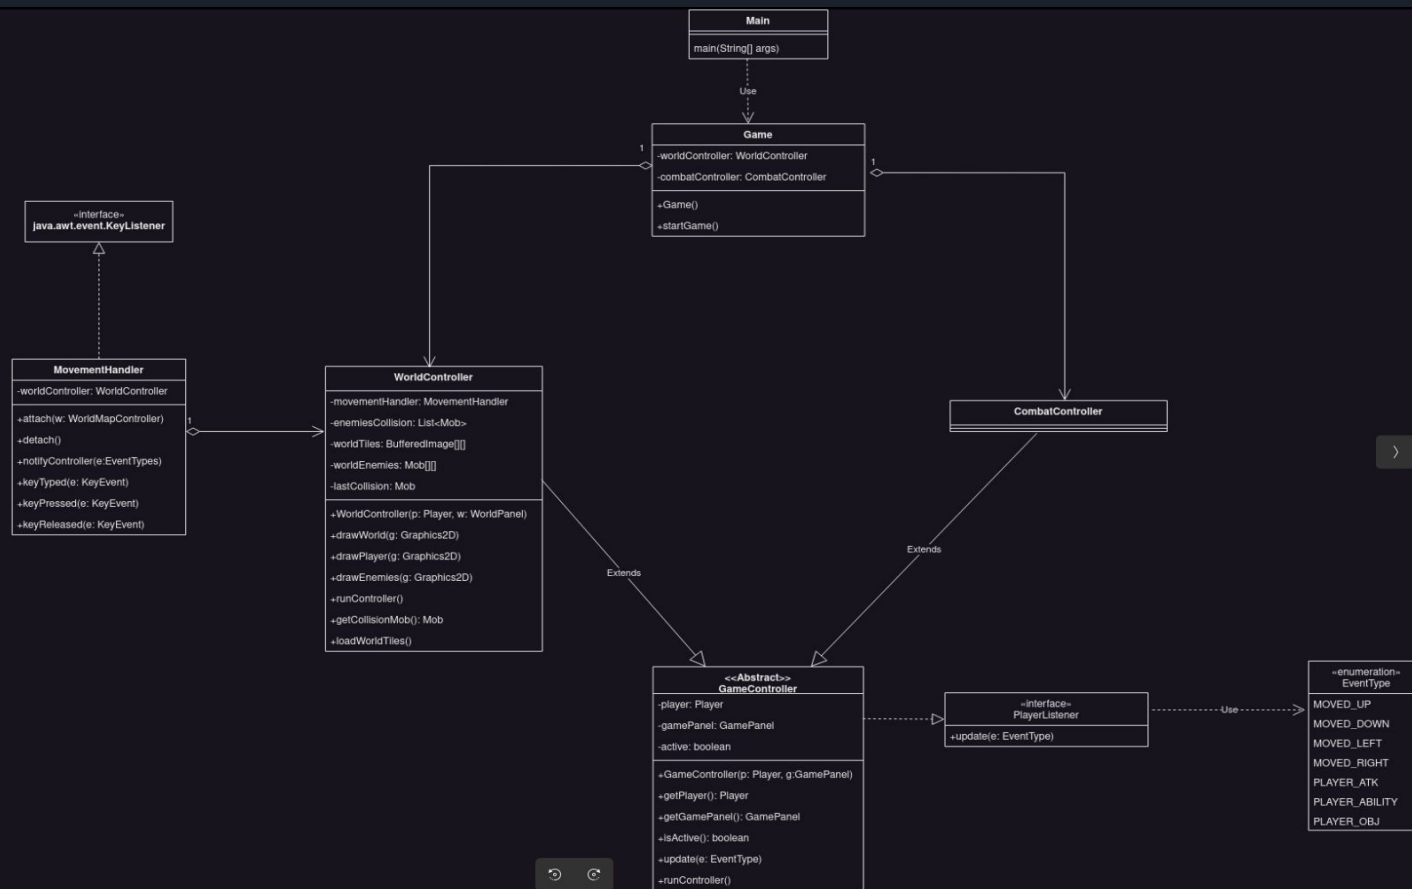 Main
main(String[] args)
Use
Game
-worldController: WorldController
-combatController: CombatController
+Game()
+startGame()
1
1
«interface»
java.awt.event.KeyListener
MovementHandler
-worldController: WorldController
+attach(w: WorldMapController)
+detach()
+notifyController(e:EventTypes)
+keyTyped(e: KeyEvent)
+keyPressed(e: KeyEvent)
+keyReleased(e: KeyEvent)
1
WorldController
-movementHandler: MovementHandler
-enemiesCollision: List<Mob>
-worldTiles: BufferedImage[][]
-worldEnemies: Mob[][]
-lastCollision: Mob
+WorldController(p: Player, w: WorldPanel)
+drawWorld(g: Graphics2D)
+drawPlayer(g: Graphics2D)
+drawEnemies(g: Graphics2D)
+runController()
+getCollisionMob(): Mob
+loadWorldTiles()
CombatController
Extends
Extends
<<Abstract>>
GameController
-player: Player
-gamePanel: GamePanel
-active: boolean
+GameController(p: Player, g:GamePanel)
+getPlayer(): Player
+getGamePanel(): GamePanel
+isActive(): boolean
+update(e: EventType)
+runController()
«interface»
PlayerListener
+update(e: EventType)
Use
«enumeration»
EventType
MOVED_UP
MOVED_DOWN
MOVED_LEFT
MOVED_RIGHT
PLAYER_ATK
PLAYER_ABILITY
PLAYER_OBJ